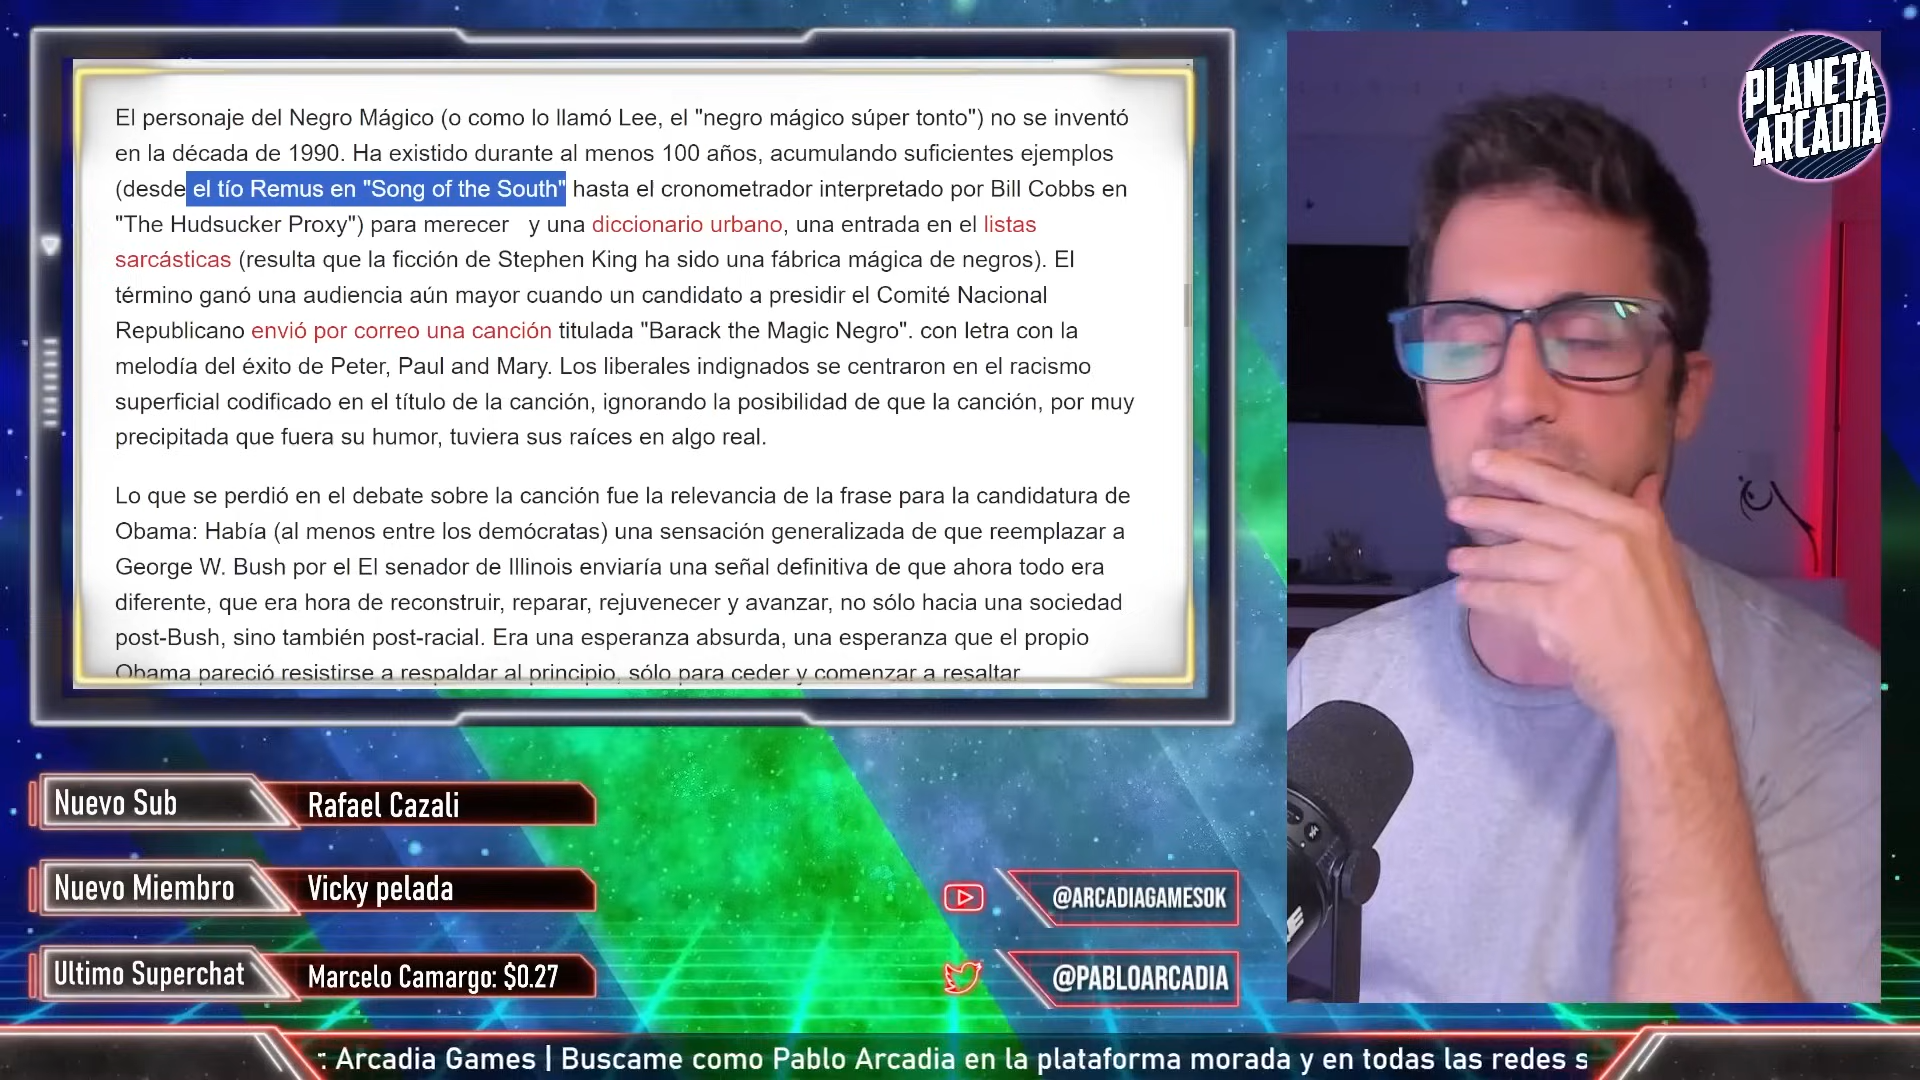 El personaje del Negro Mágico (o como lo llamó Lee, el "negro mágico súper tonto") no se inventó
en la década de 1990. Ha existido durante al menos 100 años, acumulando suficientes ejemplos
(desde el tío Remus en "Song of the South" hasta el cronometrador interpretado por Bill Cobbs en
"The Hudsucker Proxy") para merecer y una diccionario urbano, una entrada en el listas
sarcásticas (resulta que la ficción de Stephen King ha sido una fábrica mágica de negros). El
término ganó una audiencia aún mayor cuando un candidato a presidir el Comité Nacional
Republicano envió por correo una canción titulada "Barack the Magic Negro". con letra con la
melodía del éxito de Peter, Paul and Mary. Los liberales indignados se centraron en el racismo
superficial codificado en el título de la canción, ignorando la posibilidad de que la canción, por muy
precipitada que fuera su humor, tuviera sus raíces en algo real.
Lo que se perdió en el debate sobre la canción fue la relevancia de la frase para la candidatura de
Obama: Había (al menos entre los demócratas) una sensación generalizada de que reemplazar a
George W. Bush por el El senador de Illinois enviaría una señal definitiva de que ahora todo era
diferente, que era hora de reconstruir, reparar, rejuvenecer y avanzar, no sólo hacia una sociedad
post-Bush, sino también post-racial. Era una esperanza absurda, una esperanza que el propio
Obama pareció resistirse a respaldar al principio, sólo para ceder y comenzar a resaltar
PLANETA
ARCADIA
Nuevo Sub
Rafael Cazali
Nuevo Miembro
Vicky pelada
Ultimo Superchat
Marcelo Camargo: $0.27
@ARCADIAGAMESOK
@PABLOARCADIA
: Arcadia Games | Buscame como Pablo Arcadia en la plataforma morada y en todas las redes s